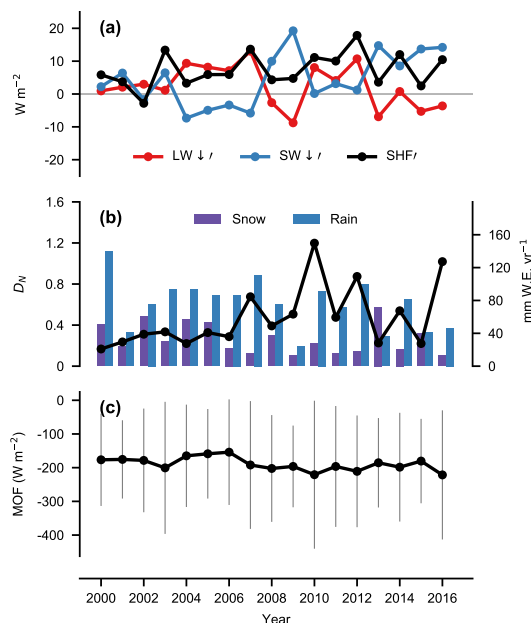 (a)
20
10
0
-10
-20
W m−2
LW ↓ ′ SW ↓ ′ SHF′
(b)
Snow Rain
1.6
1.2
0.8
0.4
0
DN
160
120
80
40
0
mm W.E. yr−1
(c)
0
-100
-200
-300
-400
MOF (W m−2)
2000 2002 2004 2006 2008 2010 2012 2014 2016
Year